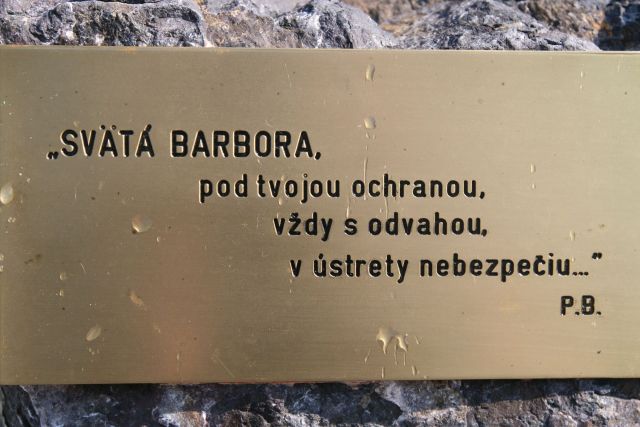 „SVÄTÁ BARBORA,
pod tvojou ochranou,
vždy s odvahou,
v ústrety nebezpečiu..."
P.B.